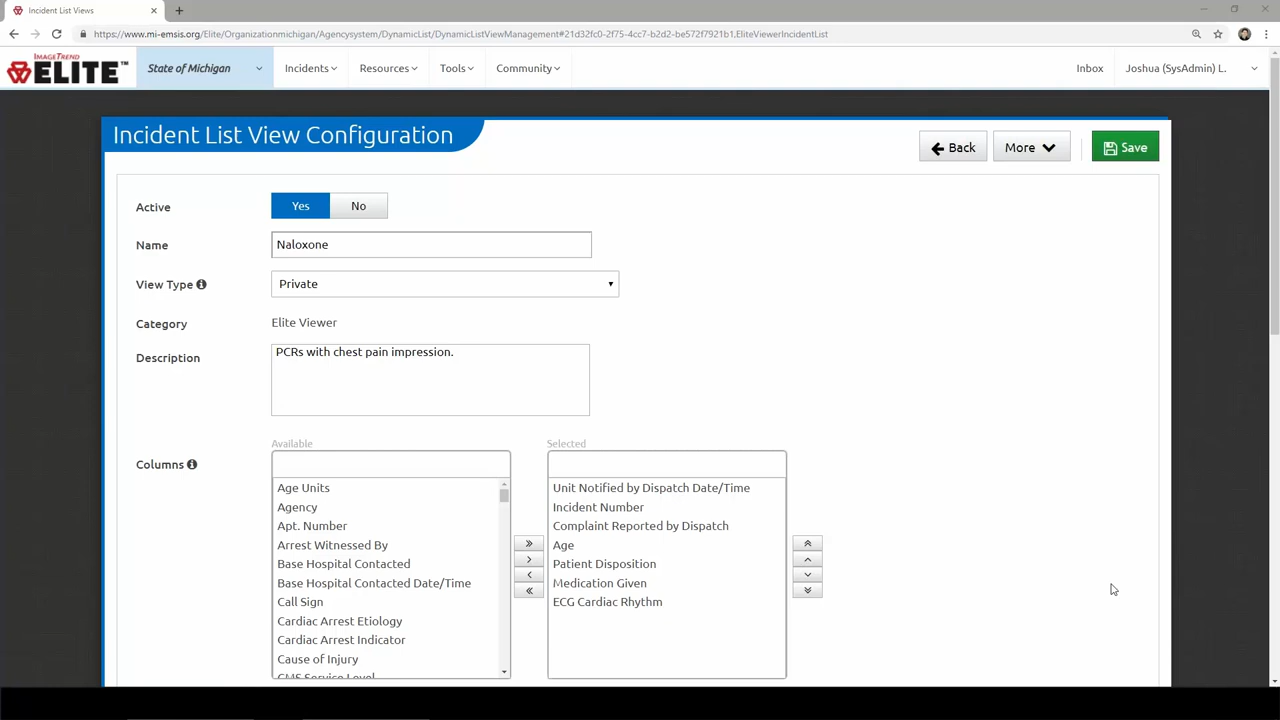 Incident List Views
https://www.mi-emsis.org/Elite/Organizationmichigan/Agencysystem/DynamicList/DynamicListViewManagement#21d32fc0-2f75-4cc7-b2d2-be572f7921b1,EliteViewerIncidentList
IMAGETREND
ELITE™
State of Michigan
Incidents
Resources
Tools
Community
Inbox
Joshua (SysAdmin) L.
Incident List View Configuration
Back
More
Save
Active
Yes
No
Name
Naloxone
View Type
Private
Category
Elite Viewer
Description
PCRs with chest pain impression.
Columns
Available
Age Units
Agency
Apt. Number
Arrest Witnessed By
Base Hospital Contacted
Base Hospital Contacted Date/Time
Call Sign
Cardiac Arrest Etiology
Cardiac Arrest Indicator
Cause of Injury
CMS Service Level
Selected
Unit Notified by Dispatch Date/Time
Incident Number
Complaint Reported by Dispatch
Age
Patient Disposition
Medication Given
ECG Cardiac Rhythm